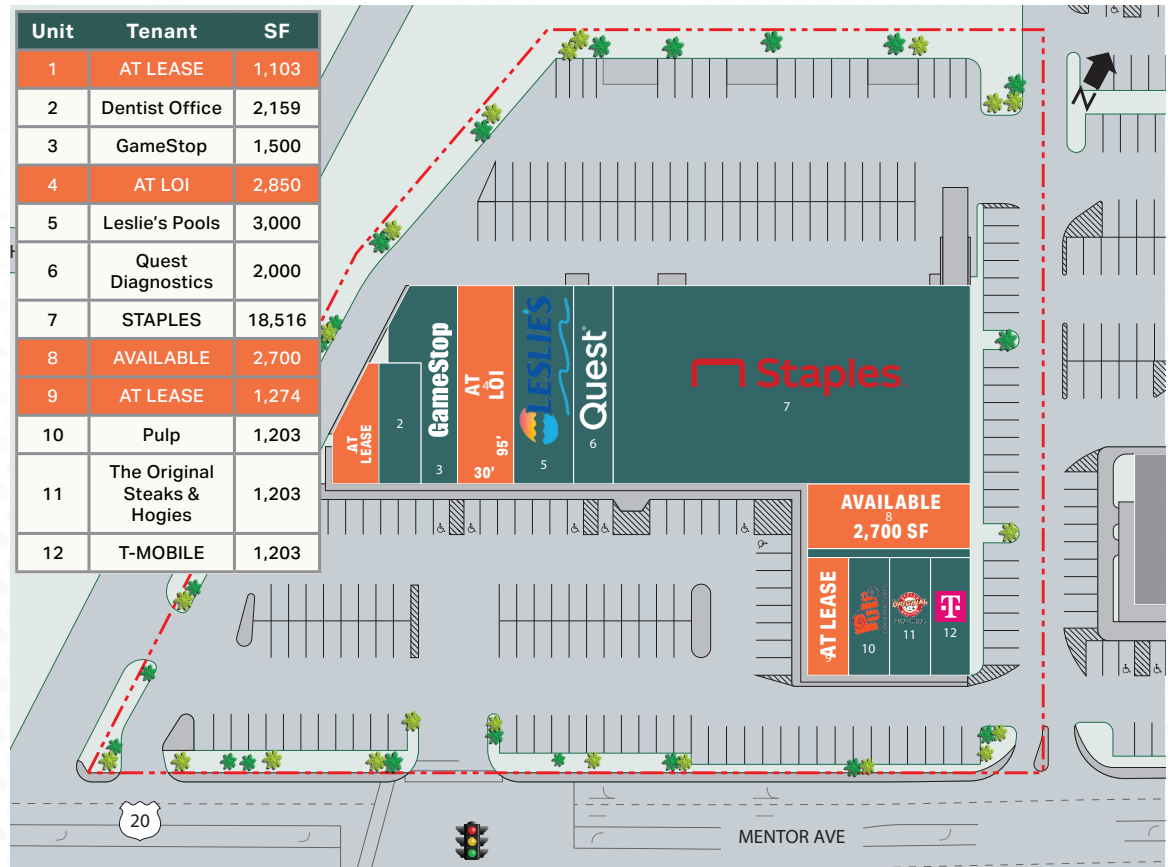 Unit Tenant SF
1 AT LEASE 1,103
2 Dentist Office 2,159
3 GameStop 1,500
4 AT LOI 2,850
5 Leslie's Pools 3,000
6 Quest Diagnostics 2,000
7 STAPLES 18,516
8 AVAILABLE 2,700
9 AT LEASE 1,274
10 Pulp 1,203
11 The Original Steaks & Hogies 1,203
12 T-MOBILE 1,203
N
H
AT
LEASE
2
GameStop
3
AT
LOI
4
30'
95'
LESLIE'S
5
Quest
6
Staples
7
AVAILABLE
8
2,700 SF
AT LEASE
9
Pulp
10
ORIGINAL
11
T
12
20
MENTOR AVE